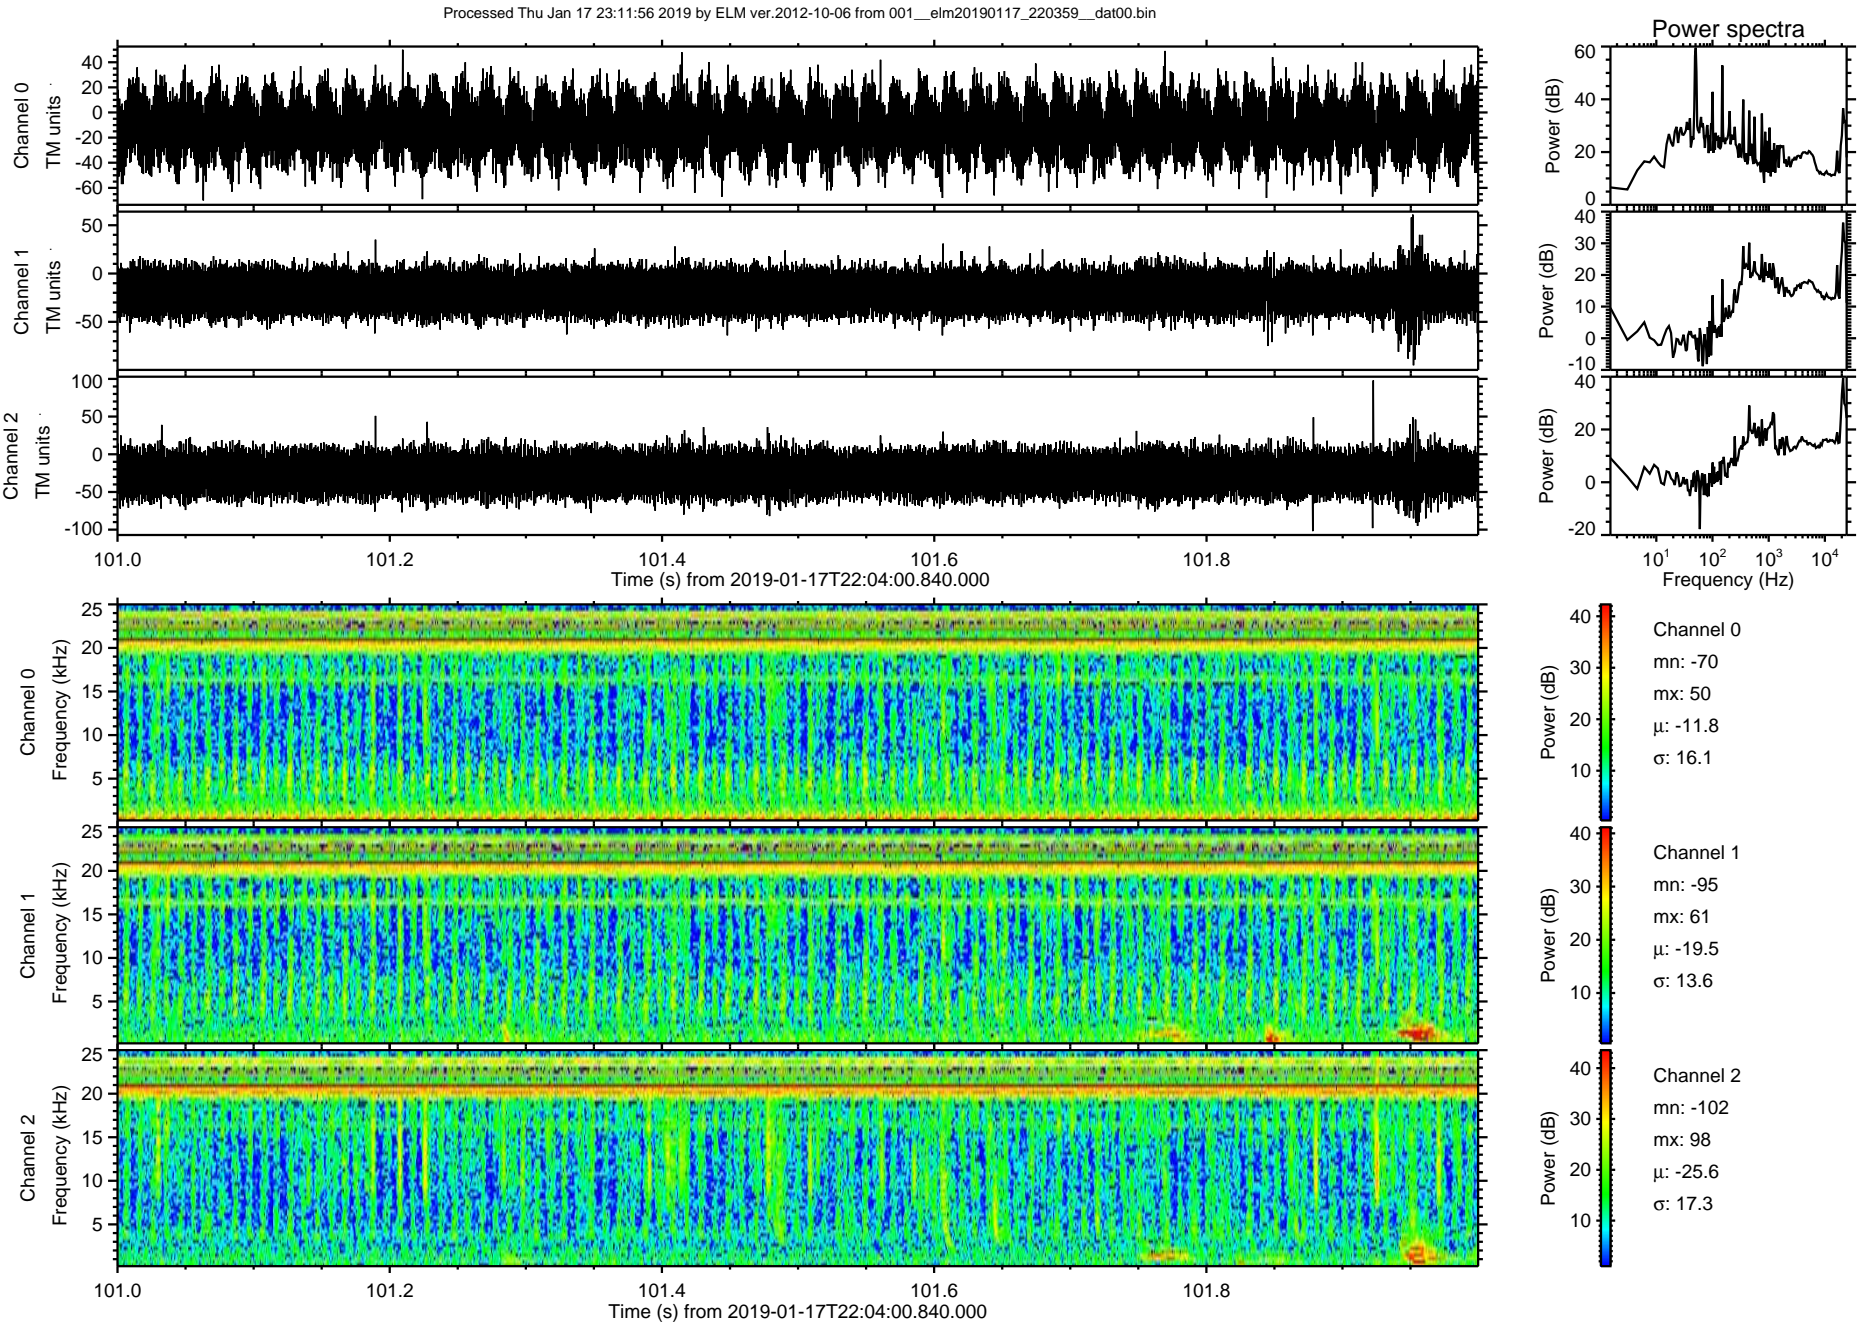 Processed Thu Jan 17 23:11:56 2019 by ELM ver.2012-10-06 from 001__elm20190117_220359__dat00.bin
Power spectra
Channel 0
TM units
40
20
0
-20
-40
-60
Power (dB)
60
40
20
0
Channel 1
TM units
50
0
-50
Power (dB)
40
30
20
10
0
-10
Channel 2
TM units
100
50
0
-50
-100
Power (dB)
40
20
0
-20
101.0 101.2 101.4 101.6 101.8
Time (s) from 2019-01-17T22:04:00.840.000
10^1 10^2 10^3 10^4
Frequency (Hz)
Channel 0
Frequency (kHz)
25
20
15
10
5
Power (dB)
40
30
20
10
Channel 0
mn: -70
mx: 50
μ: -11.8
σ: 16.1
Channel 1
Frequency (kHz)
25
20
15
10
5
Power (dB)
40
30
20
10
Channel 1
mn: -95
mx: 61
μ: -19.5
σ: 13.6
Channel 2
Frequency (kHz)
25
20
15
10
5
Power (dB)
40
30
20
10
Channel 2
mn: -102
mx: 98
μ: -25.6
σ: 17.3
101.0 101.2 101.4 101.6 101.8
Time (s) from 2019-01-17T22:04:00.840.000